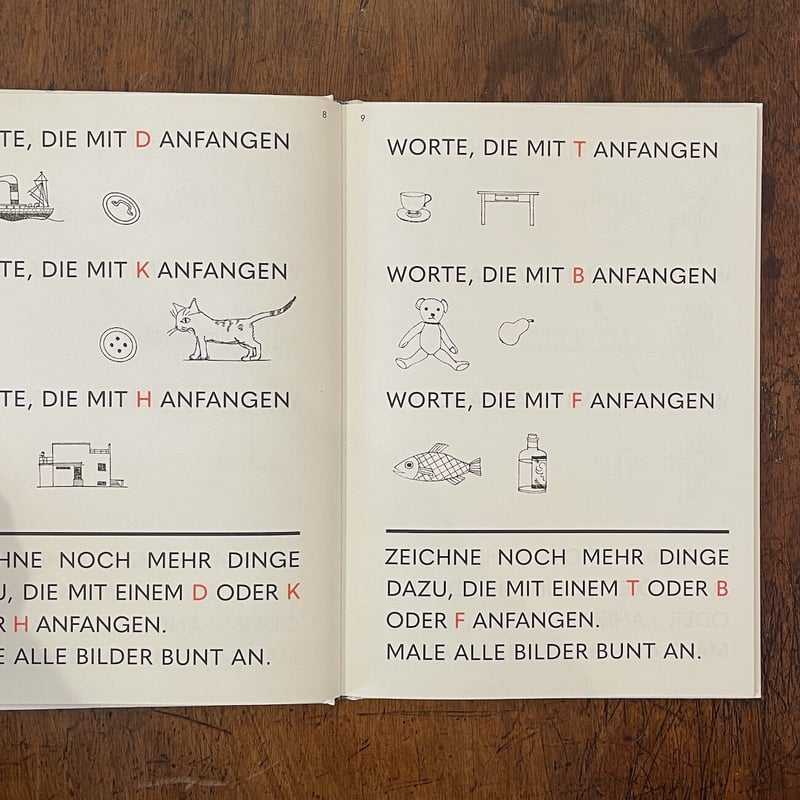 8
TE, DIE MIT D ANFANGEN
TE, DIE MIT K ANFANGEN
TE, DIE MIT H ANFANGEN
HNE NOCH MEHR DINGE
U, DIE MIT EINEM D ODER K
R H ANFANGEN.
E ALLE BILDER BUNT AN.
9
WORTE, DIE MIT T ANFANGEN
WORTE, DIE MIT B ANFANGEN
WORTE, DIE MIT F ANFANGEN
ZEICHNE NOCH MEHR DINGE
DAZU, DIE MIT EINEM T ODER B
ODER F ANFANGEN.
MALE ALLE BILDER BUNT AN.